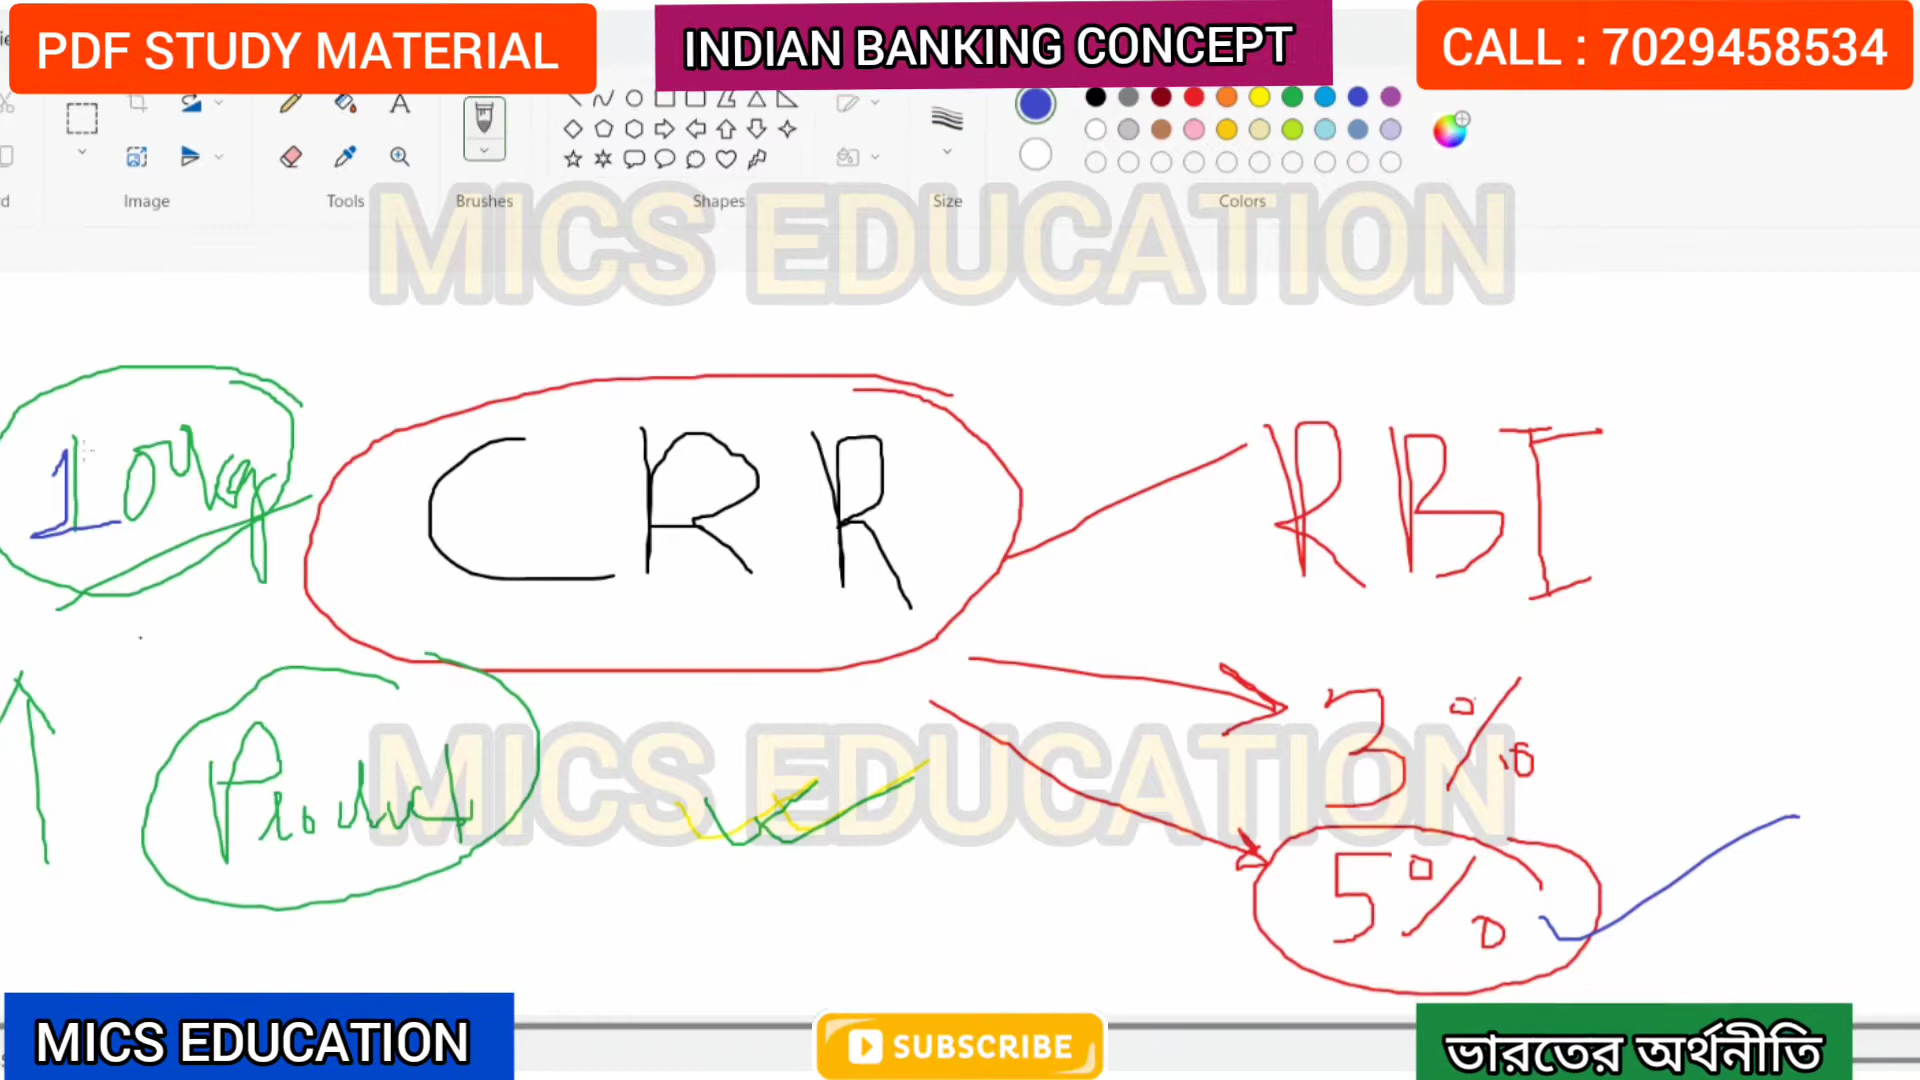 PDF STUDY MATERIAL
INDIAN BANKING CONCEPT
CALL : 7029458534
Image
Tools
Brushes
Shapes
Size
Colors
MICS EDUCATION
CRR
RBI
3%
MICS EDUCATION
Product
5%
MICS EDUCATION
SUBSCRIBE
ভারতের অর্থনীতি